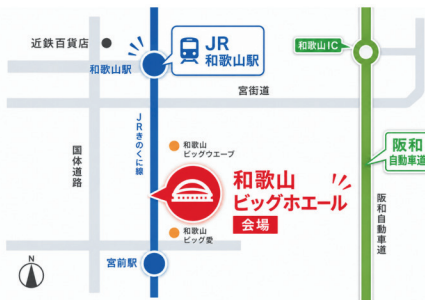 近鉄百貨店
JR
和歌山駅
和歌山駅
和歌山IC
宮街道
JRきのくに線
国体道路
和歌山
ビッグウエーブ
阪和
自動車道
和歌山
ビッグホエール
会場
阪和自動車道
和歌山
ビッグ愛
宮前駅
N